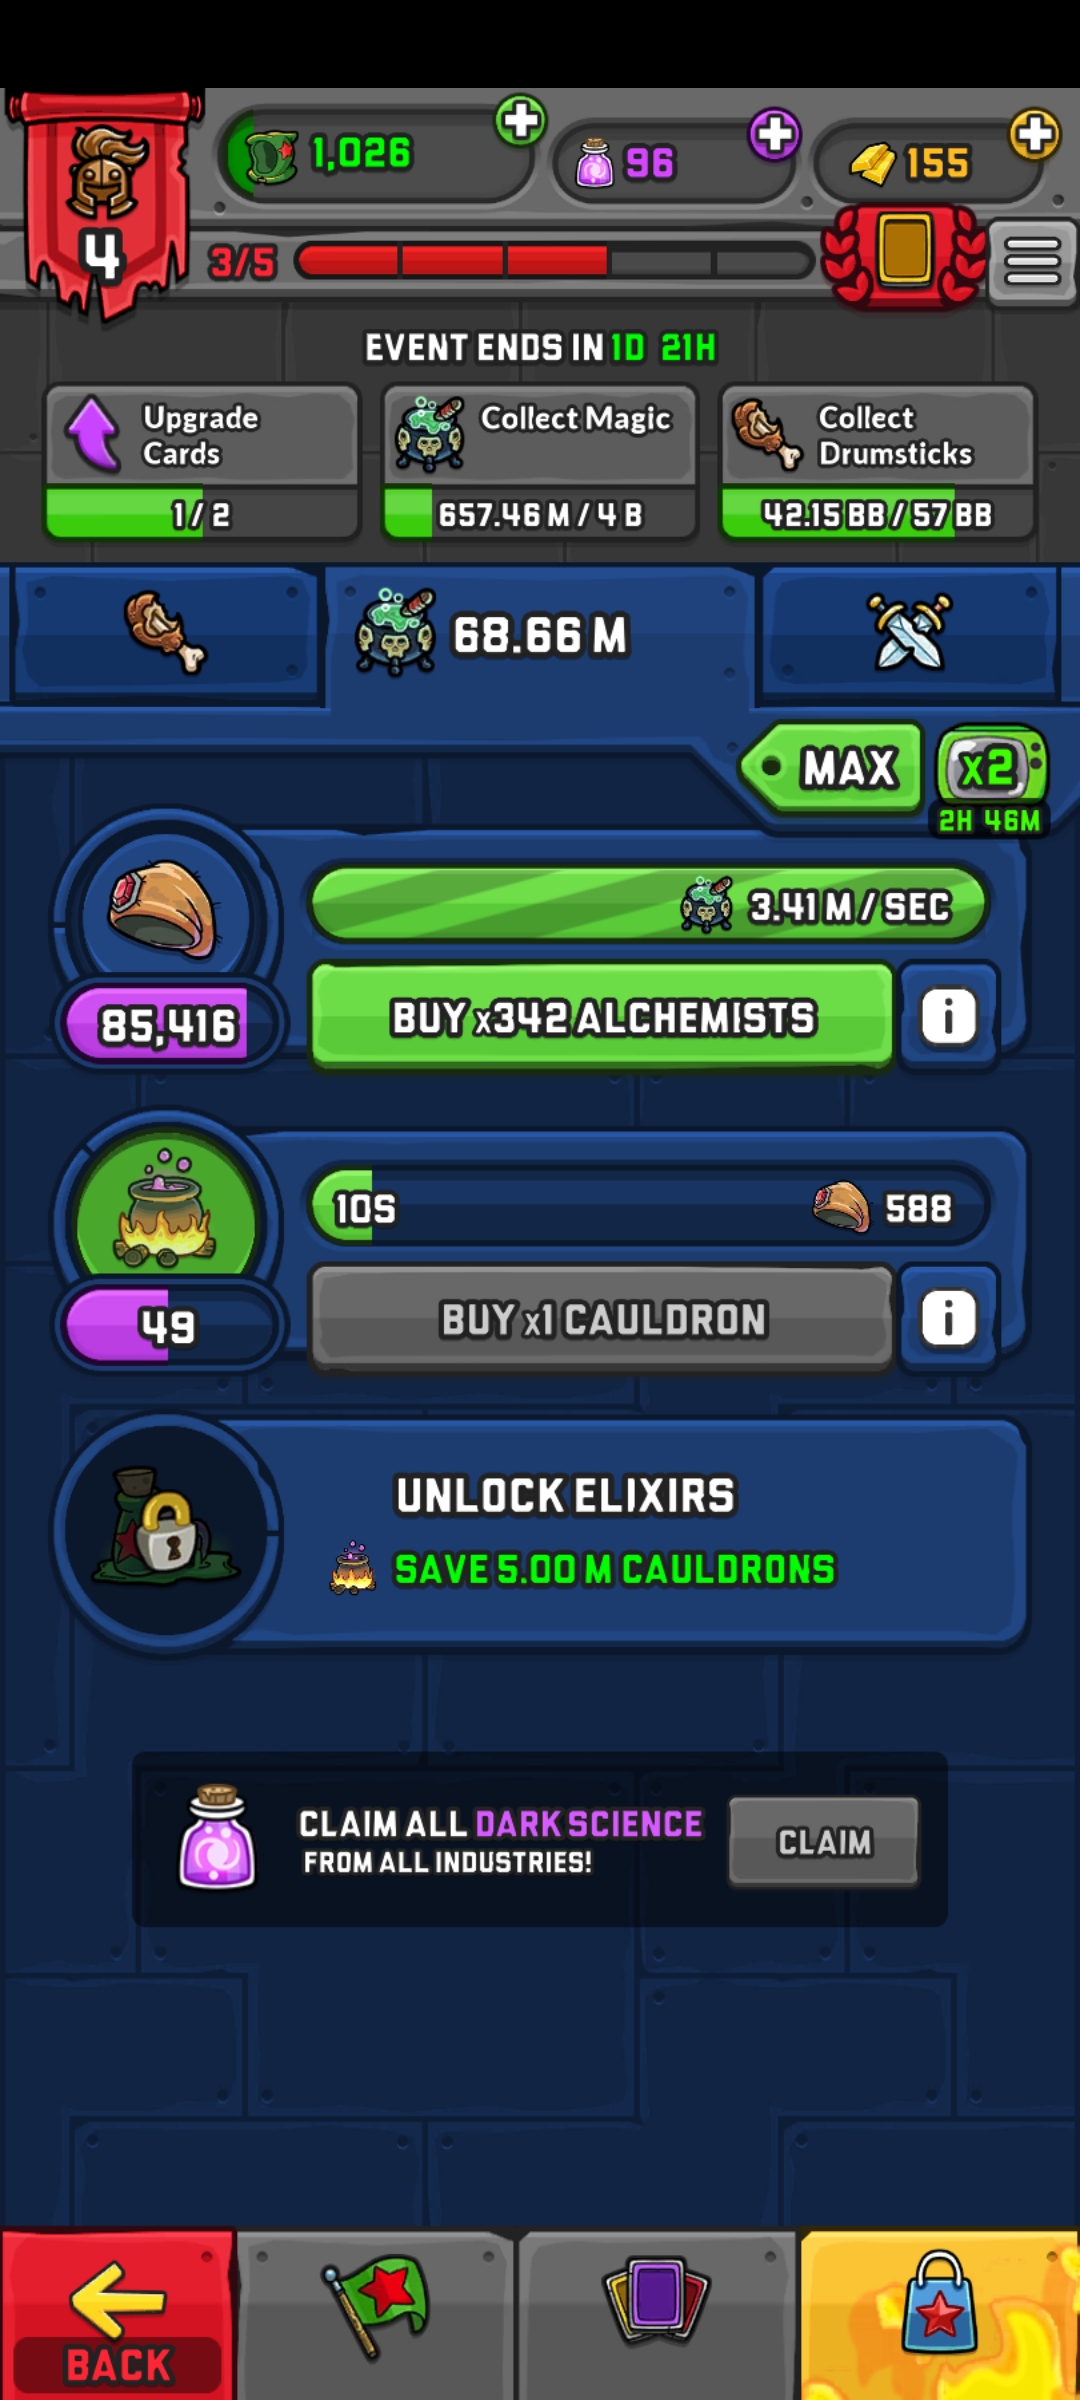 1,026
96
155
4
3/5
EVENT ENDS IN 1D 21H
Upgrade
Cards
1/2
Collect Magic
657.46 M / 4 B
Collect
Drumsticks
42.15 BB / 57 BB
68.66 M
MAX
x2
2H 46M
3.41 M / SEC
85,416
BUY x342 ALCHEMISTS
i
10S
588
49
BUY x1 CAULDRON
i
UNLOCK ELIXIRS
SAVE 5.00 M CAULDRONS
CLAIM ALL DARK SCIENCE
FROM ALL INDUSTRIES!
CLAIM
BACK